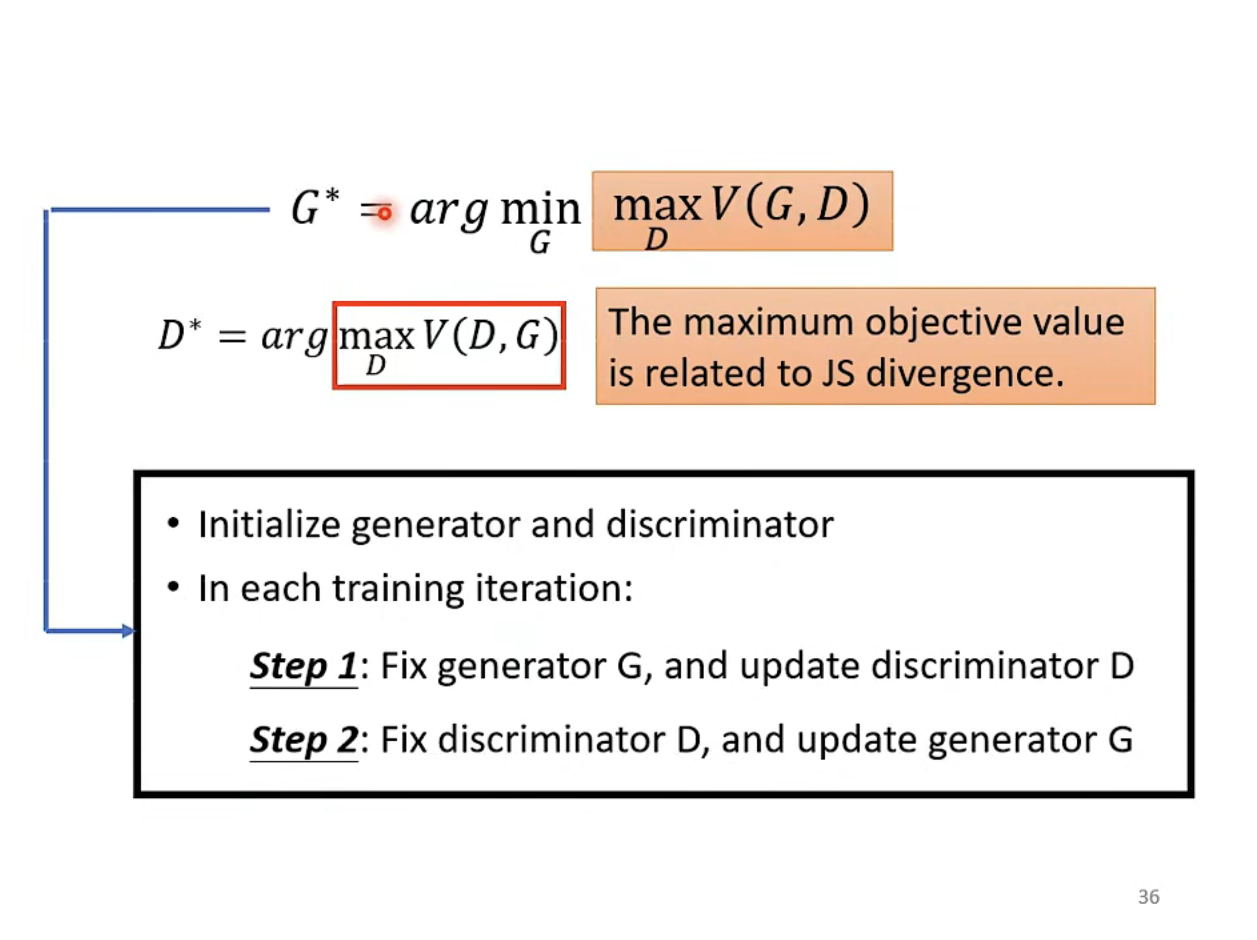 G* = arg min_G max_D V(G, D)
D* = arg max_D V(D, G)
The maximum objective value
is related to JS divergence.
• Initialize generator and discriminator
• In each training iteration:
Step 1: Fix generator G, and update discriminator D
Step 2: Fix discriminator D, and update generator G
36